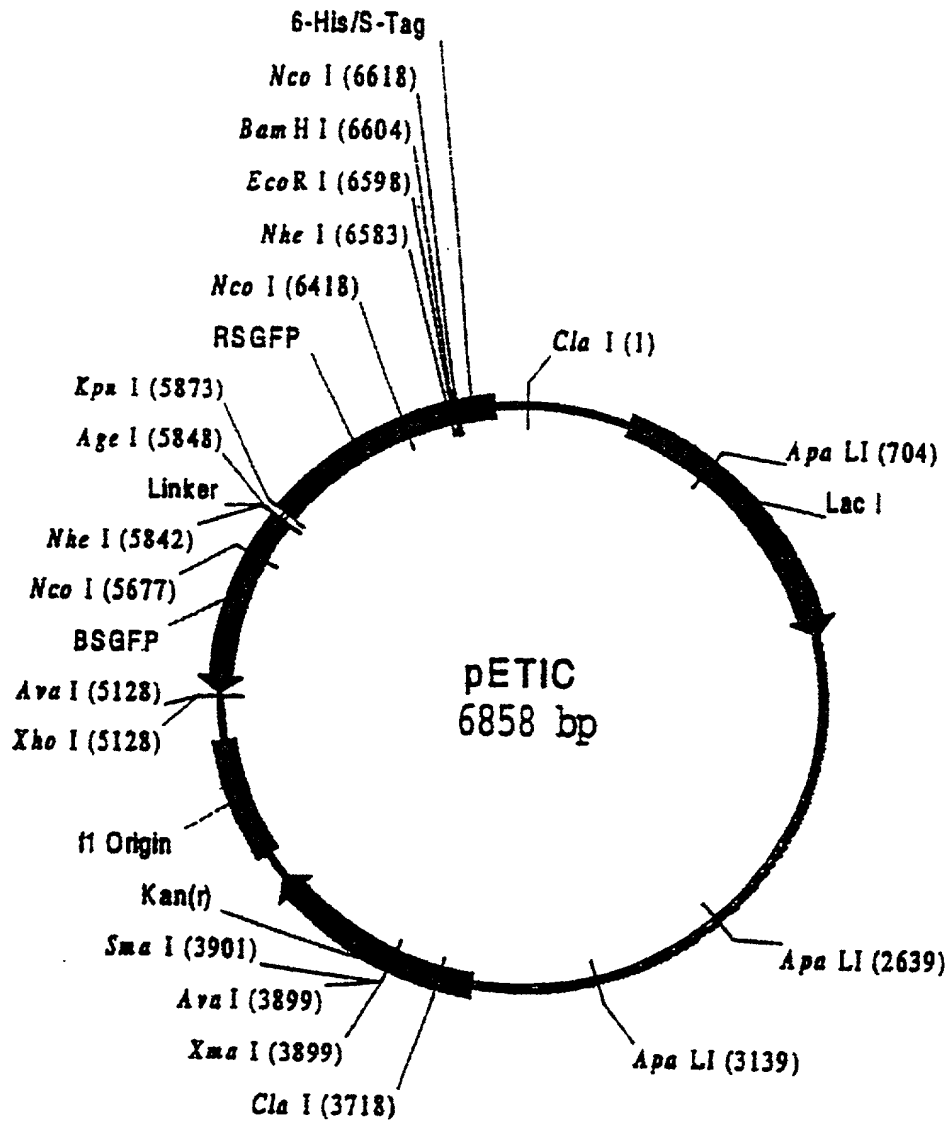 6-His/S-Tag
Nco I (6618)
BamH I (6604)
EcoR I (6598)
Nhe I (6583)
Nco I (6418)
RSGFP
Cla I (1)
Kpn I (5873)
Age I (5848)
Apa LI (704)
Linker
Lac I
Nhe I (5842)
Nco I (5677)
BSGFP
pETIC
6858 bp
Ava I (5128)
Xho I (5128)
f1 Origin
Kan(r)
Sma I (3901)
Apa LI (2639)
Ava I (3899)
Xma I (3899)
Apa LI (3139)
Cla I (3718)